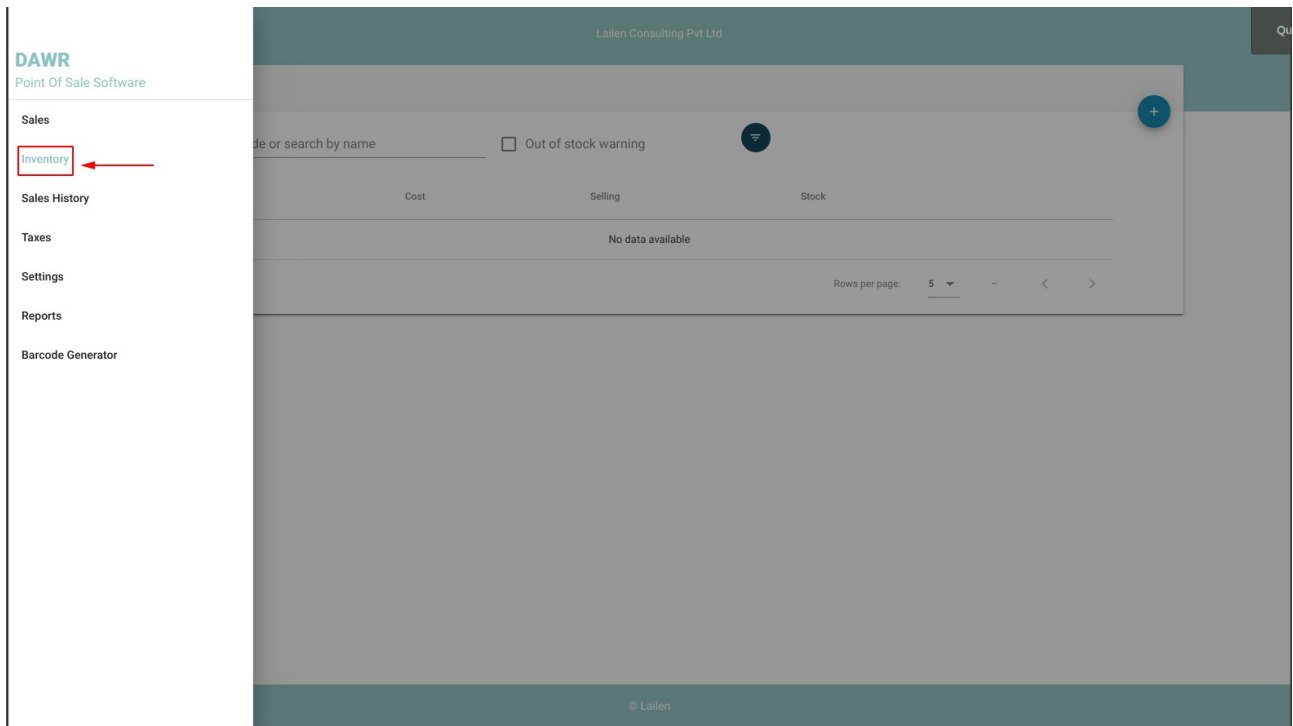 Lailen Consulting Pvt Ltd
Qu
DAWR
Point Of Sale Software
Sales
Inventory
Sales History
Taxes
Settings
Reports
Barcode Generator
+
de or search by name
Out of stock warning
Cost Selling Stock
No data available
Rows per page: 5 – < >
© Lailen